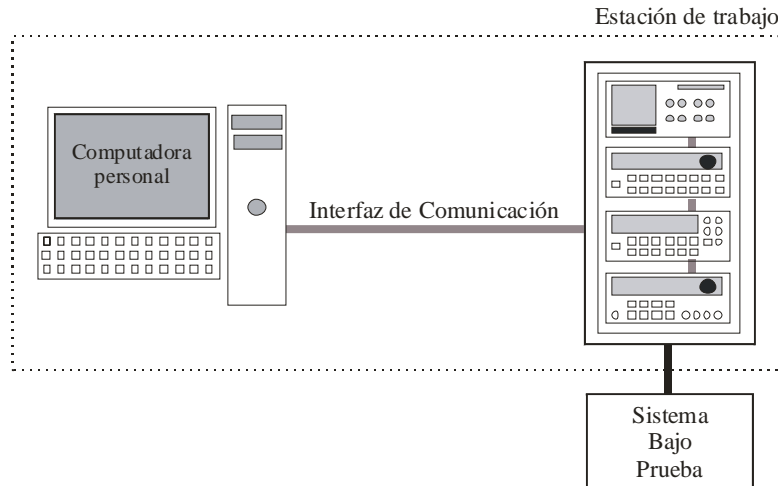 Estación de trabajo
Computadora
personal
Interfaz de Comunicación
Sistema
Bajo
Prueba